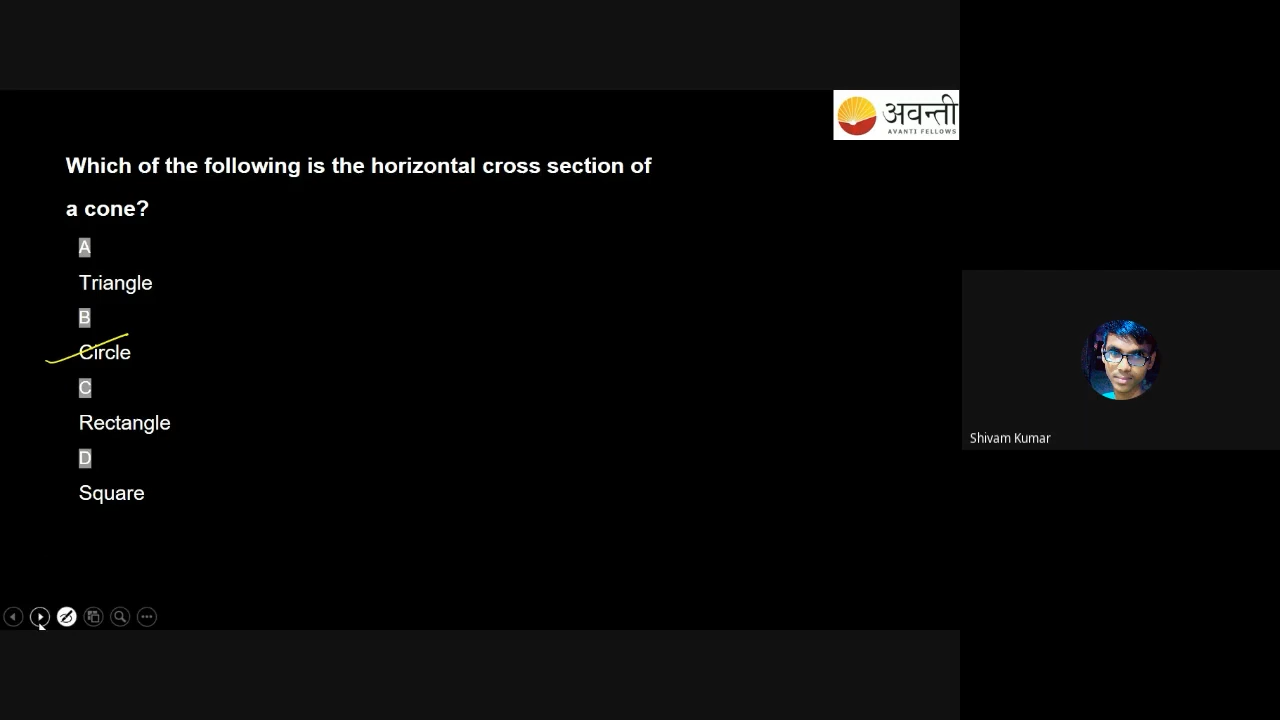 अवन्ती
AVANTI FELLOWS
Which of the following is the horizontal cross section of
a cone?
A
Triangle
B
Circle
C
Rectangle
D
Square
Shivam Kumar